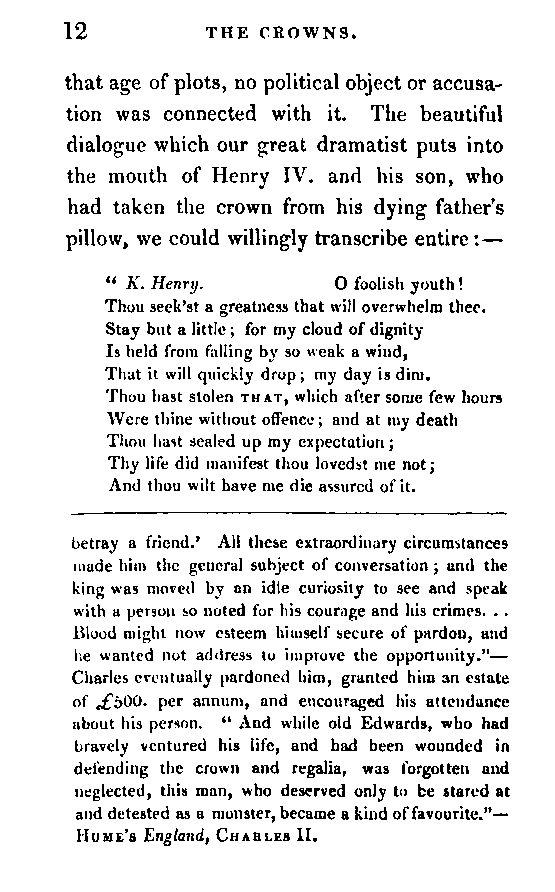 12 THE CROWNS.
that age of plots, no political object or accusa-
tion was connected with it. The beautiful
dialogue which our great dramatist puts into
the mouth of Henry IV. and his son, who
had taken the crown from his dying father's
pillow, we could willingly transcribe entire :—
“ K. Henry. O foolish youth!
Thou seek'st a greatness that will overwhelm thee.
Stay but a little ; for my cloud of dignity
Is held from falling by so weak a wind,
That it will quickly drop ; my day is dim.
Thou hast stolen THAT, which after some few hours
Were thine without offence ; and at my death
Thou hast sealed up my expectation ;
Thy life did manifest thou lovedst me not ;
And thou wilt have me die assured of it.
betray a friend.' All these extraordinary circumstances
made him the general subject of conversation ; and the
king was moved by an idle curiosity to see and speak
with a person so noted for his courage and his crimes. . .
Blood might now esteem himself secure of pardon, and
he wanted not address to improve the opportunity.”—
Charles eventually pardoned him, granted him an estate
of £500. per annum, and encouraged his attendance
about his person. “ And while old Edwards, who had
bravely ventured his life, and had been wounded in
defending the crown and regalia, was forgotten and
neglected, this man, who deserved only to be stared at
and detested as a monster, became a kind of favourite.”—
HUME'S England, CHARLES II.